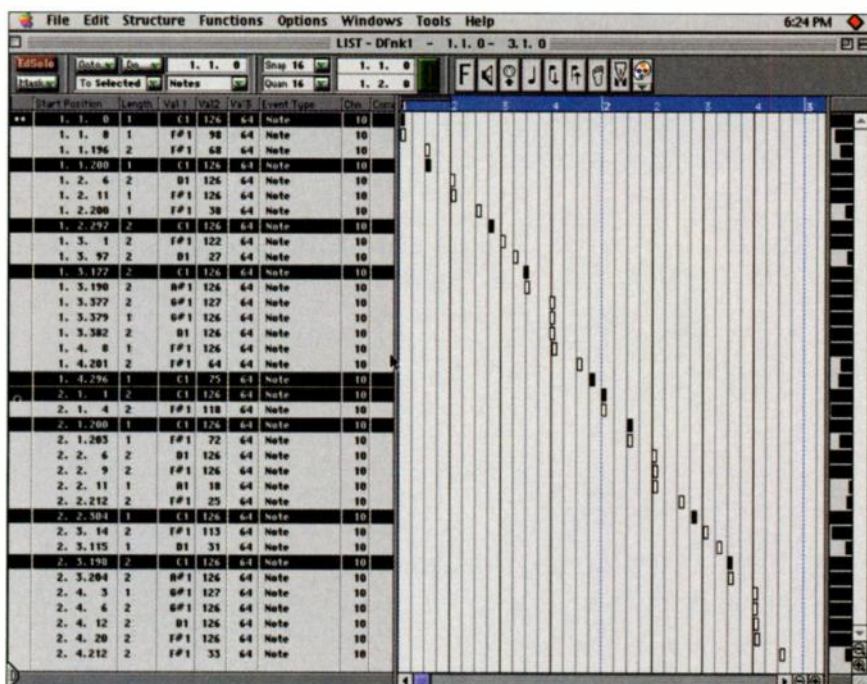 File Edit Structure Functions Options Windows Tools Help 6:24 PM
LIST - DFnk1 - 1.1.0 - 3.1.0
EdSolo Goto Do 1. 1. 0 Snap 16 1. 1. 0
Mask To Selected Notes Quan 16 1. 2. 0
Start Position Length Val 1 Val2 Val3 Event Type Chn 1 2 3 4 2 2 3 4 3
1. 1. 0 1 C1 126 64 Note 10
1. 1. 8 1 F#1 98 64 Note 10
1. 1.196 2 F#1 68 64 Note 10
1. 1.200 1 C1 126 64 Note 10
1. 2. 6 2 D1 126 64 Note 10
1. 2. 11 1 F#1 126 64 Note 10
1. 2.200 1 F#1 38 64 Note 10
1. 2.297 2 C1 126 64 Note 10
1. 3. 1 2 F#1 122 64 Note 10
1. 3. 97 2 D1 27 64 Note 10
1. 3.177 2 C1 126 64 Note 10
1. 3.190 2 A#1 126 64 Note 10
1. 3.377 2 G#1 127 64 Note 10
1. 3.379 1 G#1 126 64 Note 10
1. 3.382 2 D1 126 64 Note 10
1. 4. 8 1 F#1 126 64 Note 10
1. 4.201 2 F#1 64 64 Note 10
1. 4.296 1 C1 75 64 Note 10
2. 1. 1 2 C1 126 64 Note 10
2. 1. 4 2 F#1 118 64 Note 10
2. 1.200 1 C1 126 64 Note 10
2. 1.203 1 F#1 72 64 Note 10
2. 2. 6 2 D1 126 64 Note 10
2. 2. 9 2 F#1 126 64 Note 10
2. 2. 11 1 A1 18 64 Note 10
2. 2.212 2 F#1 25 64 Note 10
2. 2.304 1 C1 126 64 Note 10
2. 3. 14 2 F#1 113 64 Note 10
2. 3.115 1 D1 31 64 Note 10
2. 3.198 2 C1 126 64 Note 10
2. 3.204 2 A#1 126 64 Note 10
2. 4. 3 1 G#1 127 64 Note 10
2. 4. 6 2 G#1 126 64 Note 10
2. 4. 12 2 D1 126 64 Note 10
2. 4. 20 2 F#1 126 64 Note 10
2. 4.212 2 F#1 33 64 Note 10